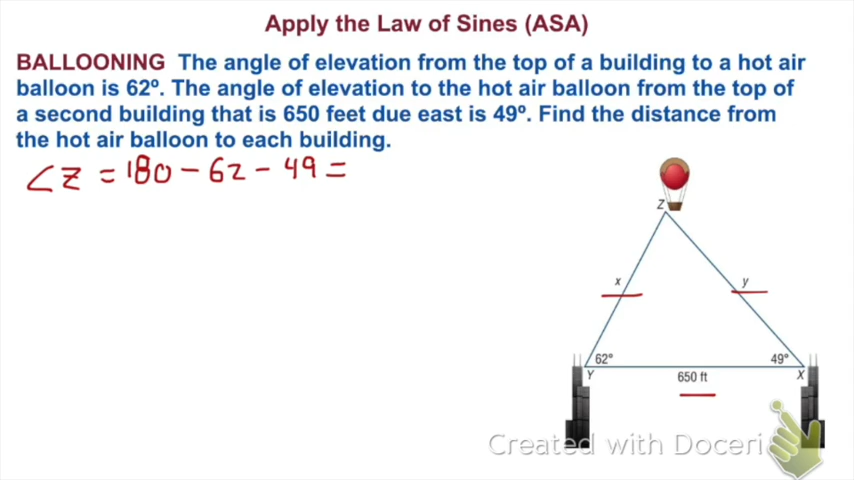 Apply the Law of Sines (ASA)
BALLOONING The angle of elevation from the top of a building to a hot air
balloon is 62º. The angle of elevation to the hot air balloon from the top of
a second building that is 650 feet due east is 49º. Find the distance from
the hot air balloon to each building.
∠Z = 180 - 62 - 49 =
Z
x
y
62°
49°
Y
650 ft
X
Created with Doceri